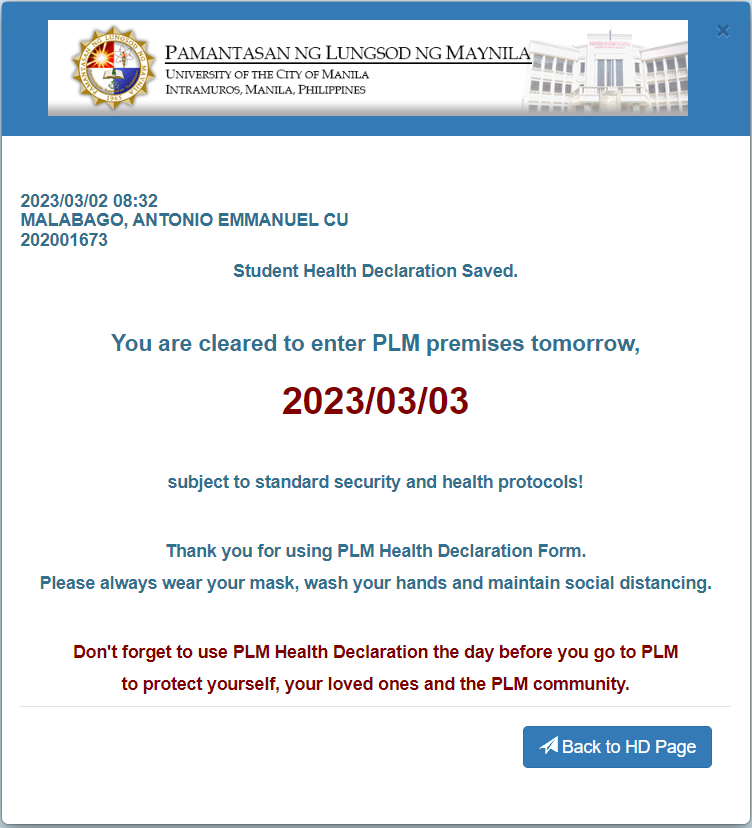 PAMANTASAN NG LUNGSOD NG MAYNILA
UNIVERSITY OF THE CITY OF MANILA
INTRAMUROS, MANILA, PHILIPPINES
×
2023/03/02 08:32
MALABAGO, ANTONIO EMMANUEL CU
202001673
Student Health Declaration Saved.
You are cleared to enter PLM premises tomorrow,
2023/03/03
subject to standard security and health protocols!
Thank you for using PLM Health Declaration Form.
Please always wear your mask, wash your hands and maintain social distancing.
Don't forget to use PLM Health Declaration the day before you go to PLM
to protect yourself, your loved ones and the PLM community.
Back to HD Page